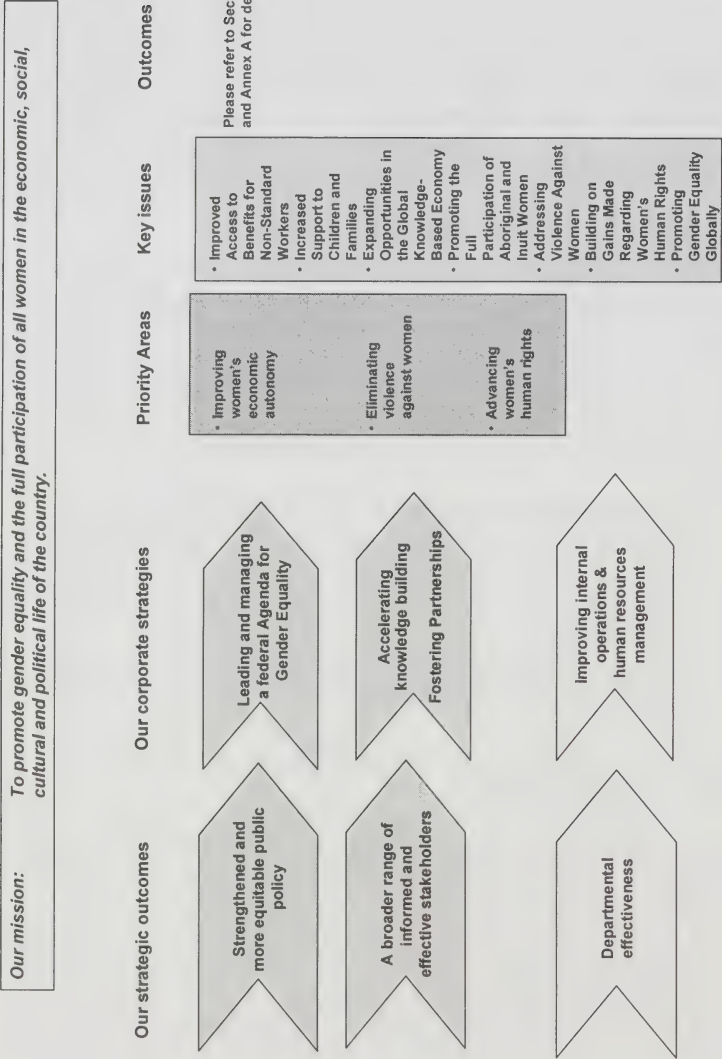 Our mission: To promote gender equality and the full participation of all women in the economic, social,
cultural and political life of the country.
Our strategic outcomes
Our corporate strategies
Priority Areas
Key issues
Outcomes
Strengthened and
more equitable public
policy
A broader range of
informed and
effective stakeholders
Departmental
effectiveness
Leading and managing
a federal Agenda for
Gender Equality
Accelerating
knowledge building
Fostering Partnerships
Improving internal
operations &
human resources
management
• Improving
women's
economic
autonomy
• Eliminating
violence
against women
• Advancing
women's
human rights
• Improved
Access to
Benefits for
Non-Standard
Workers
• Increased
Support to
Children and
Families
• Expanding
Opportunities in
the Global
Knowledge-
Based Economy
• Promoting the
Full
Participation of
Aboriginal and
Inuit Women
• Addressing
Violence Against
Women
• Building on
Gains Made
Regarding
Women's
Human Rights
• Promoting
Gender Equality
Globally
Please refer to
and Annex A for